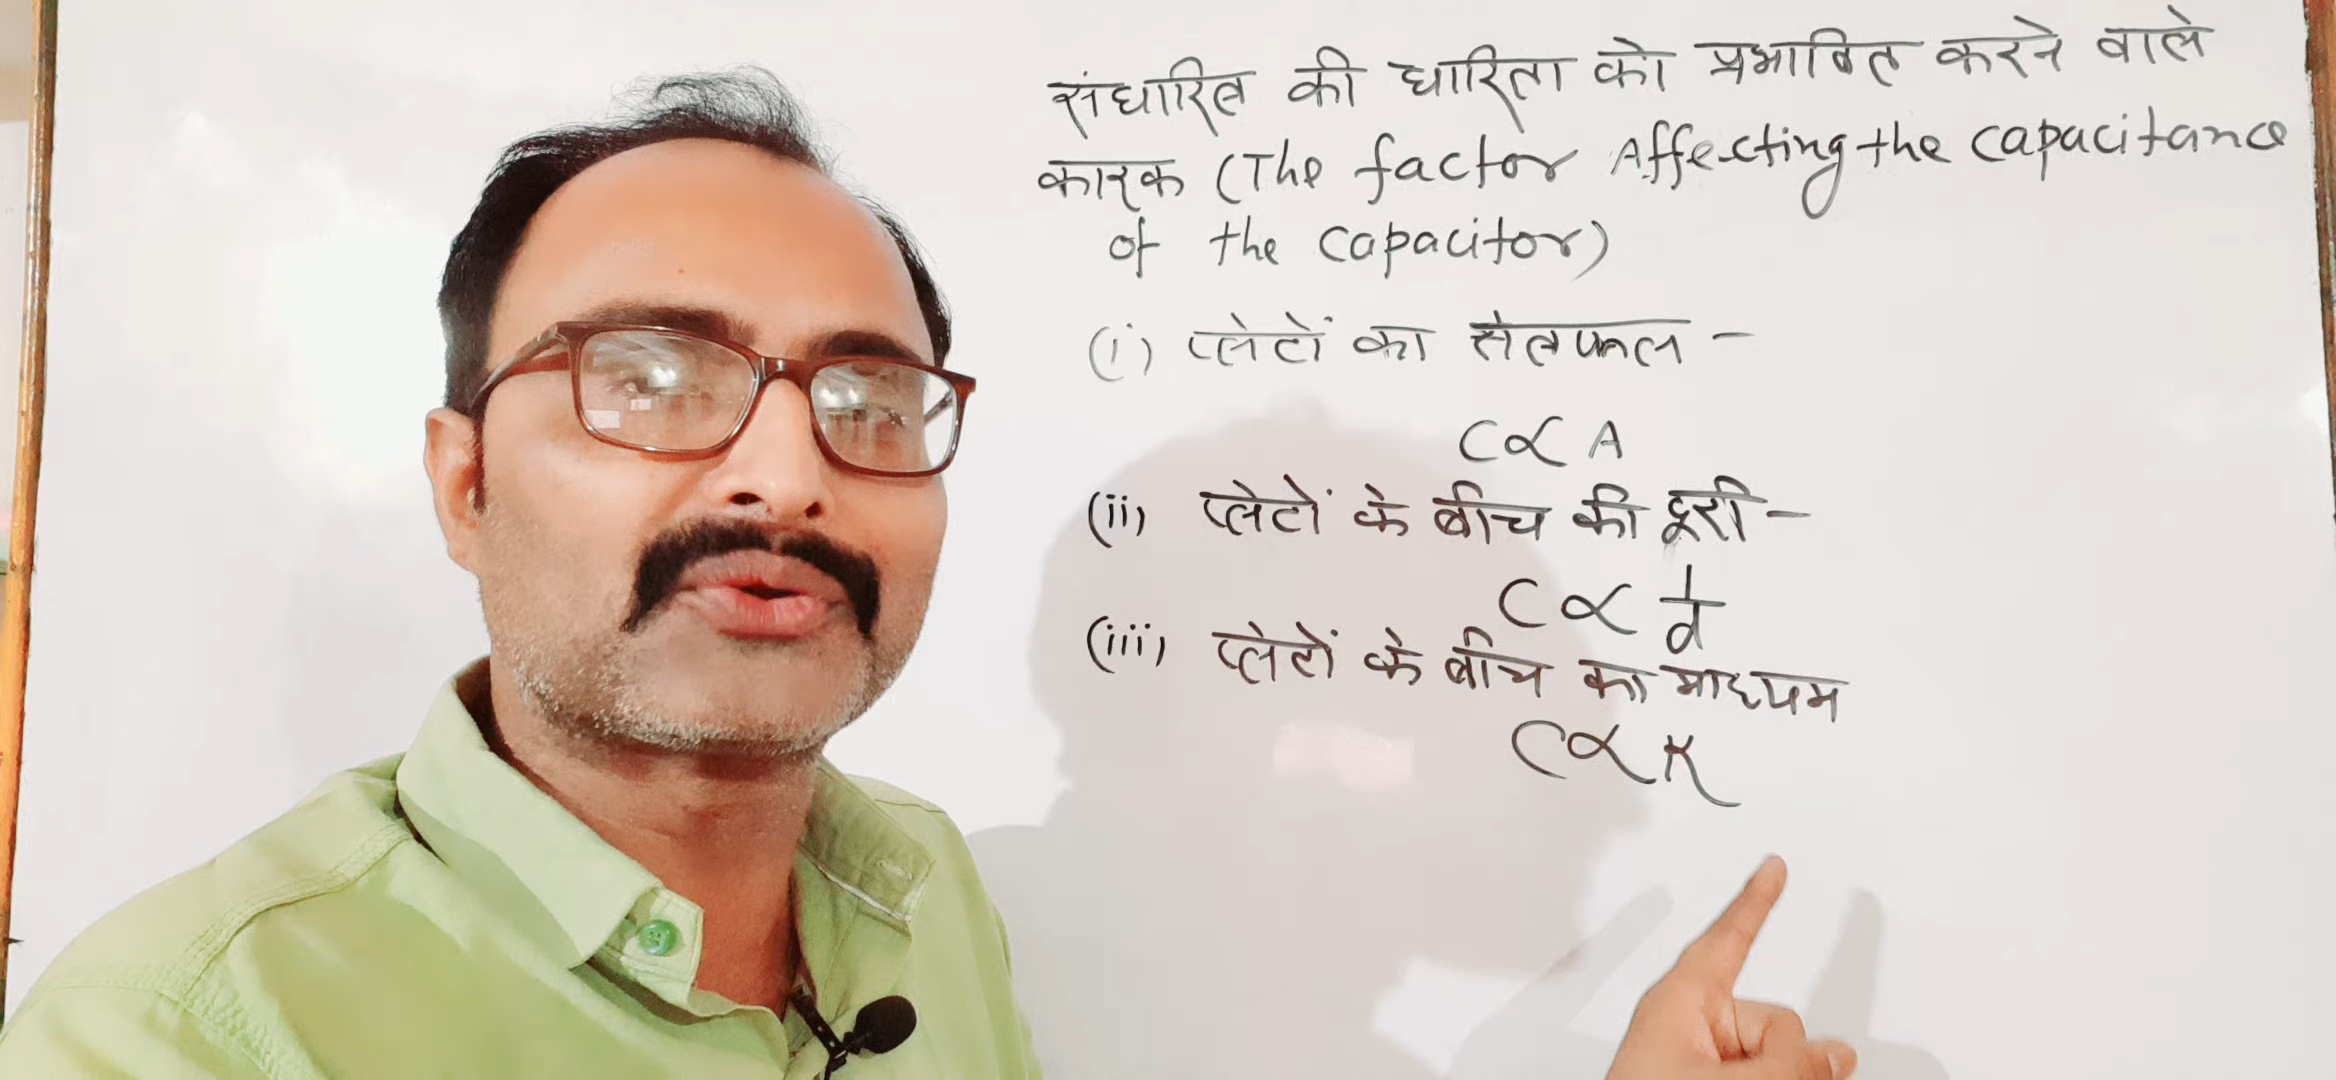 संधारित्र की धारिता को प्रभावित करने वाले
कारक (The factor Affecting the capacitance
of the capacitor)
(i) प्लेटों का क्षेत्रफल -
C ∝ A
(ii) प्लेटों के बीच की दूरी -
C ∝ 1/d
(iii) प्लेटों के बीच का माध्यम
C ∝ K